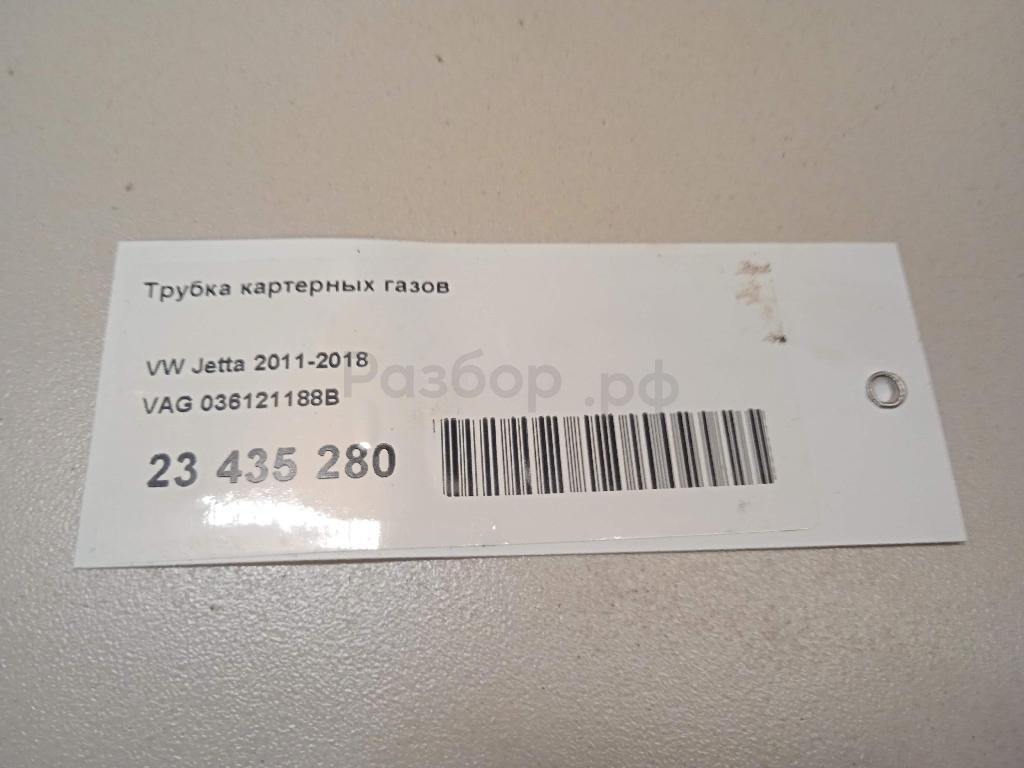 Трубка картерных газов
VW Jetta 2011-2018
Разбор.рф
VAG 036121188B
23 435 280